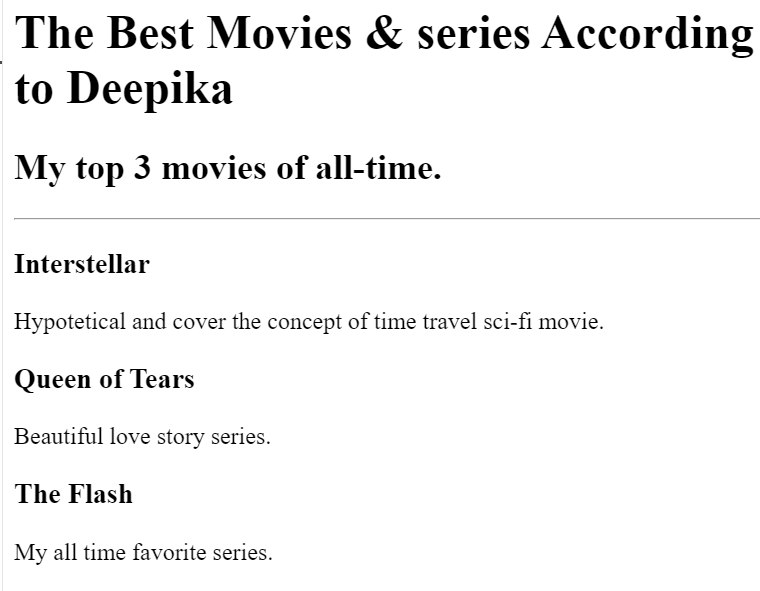 The Best Movies & series According
to Deepika
My top 3 movies of all-time.
Interstellar
Hypotetical and cover the concept of time travel sci-fi movie.
Queen of Tears
Beautiful love story series.
The Flash
My all time favorite series.